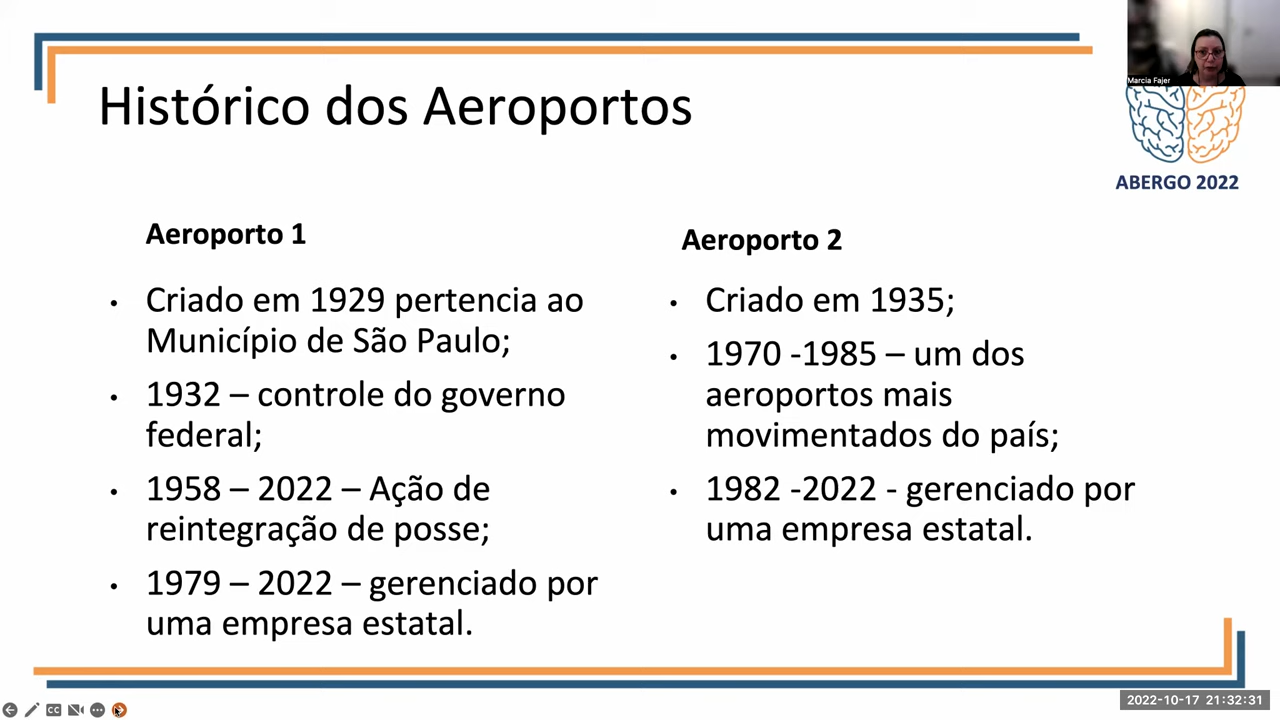 Marcia Fajer
Histórico dos Aeroportos
ABERGO 2022
Aeroporto 1
• Criado em 1929 pertencia ao
Município de São Paulo;
• 1932 – controle do governo
federal;
• 1958 – 2022 – Ação de
reintegração de posse;
• 1979 – 2022 – gerenciado por
uma empresa estatal.
Aeroporto 2
• Criado em 1935;
• 1970 -1985 – um dos
aeroportos mais
movimentados do país;
• 1982 -2022 - gerenciado por
uma empresa estatal.
CC
2022-10-17 21:32:31